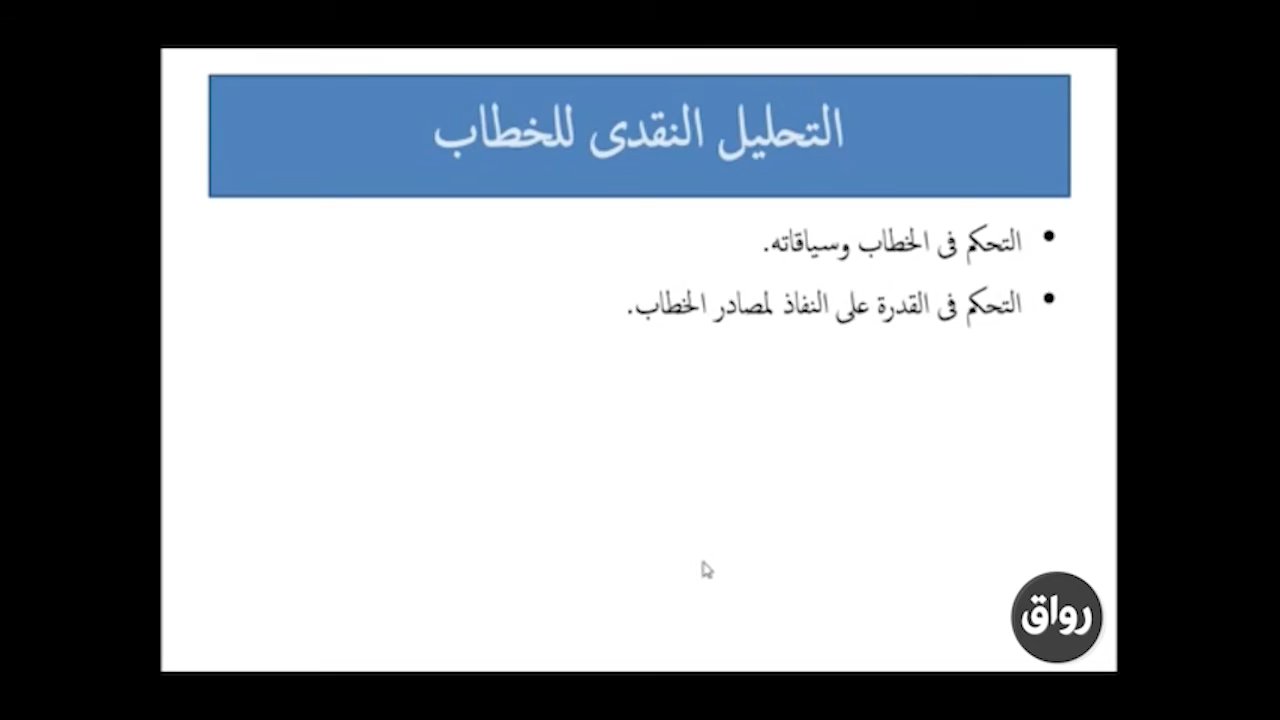 التحليل النقدى للخطاب
• التحكم فى الخطاب وسياقاته.
• التحكم فى القدرة على النفاذ لمصادر الخطاب.
رواق